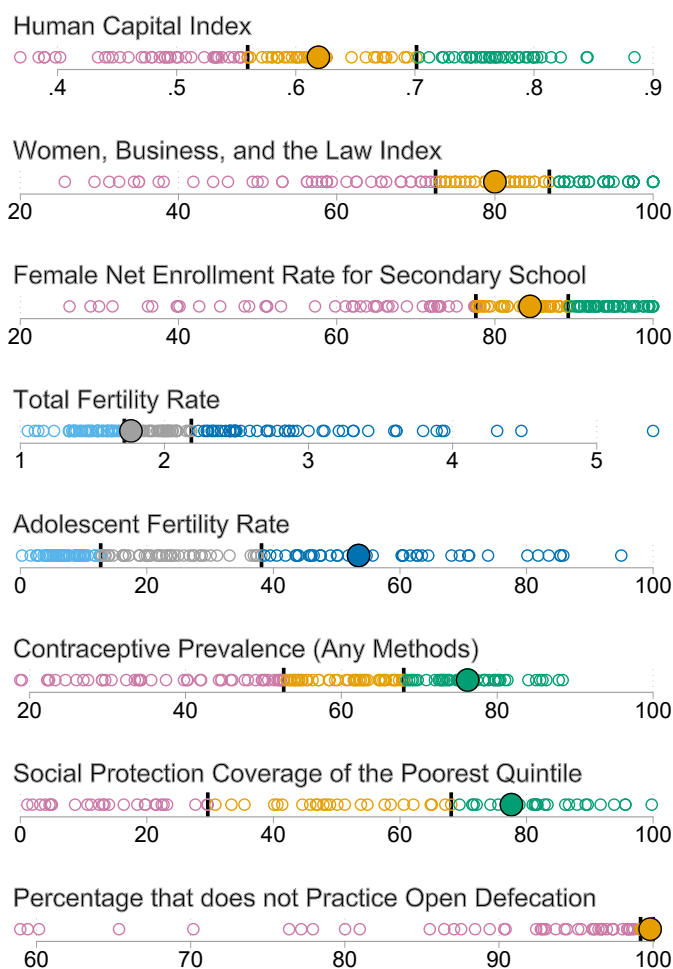 Human Capital Index
.4 .5 .6 .7 .8 .9
Women, Business, and the Law Index
20 40 60 80 100
Female Net Enrollment Rate for Secondary School
20 40 60 80 100
Total Fertility Rate
1 2 3 4 5
Adolescent Fertility Rate
0 20 40 60 80 100
Contraceptive Prevalence (Any Methods)
20 40 60 80 100
Social Protection Coverage of the Poorest Quintile
0 20 40 60 80 100
Percentage that does not Practice Open Defecation
60 70 80 90 100